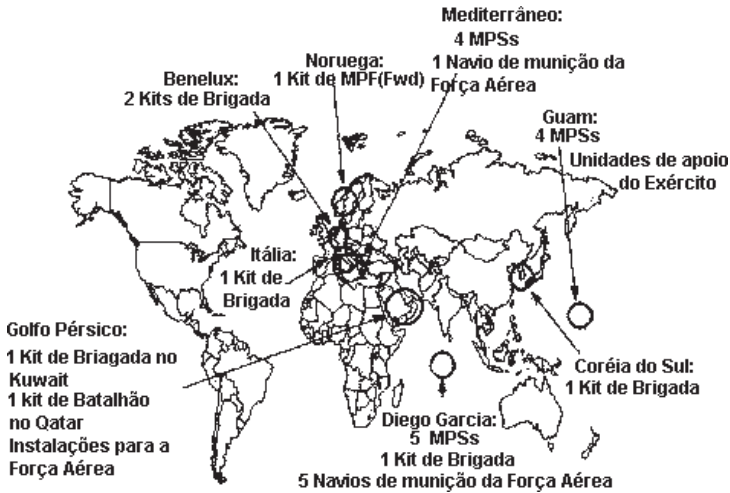 Mediterrâneo:
4 MPSs
1 Navio de munição da
Força Aérea
Noruega:
1 Kit de MPF(Fwd)
Benelux:
2 Kits de Brigada
Guam:
4 MPSs
Unidades de apoio
do Exército
Itália:
1 Kit de
Brigada
Golfo Pérsico:
1 Kit de Briagada no
Kuwait
1 kit de Batalhão
no Qatar
Instalações para a
Força Aérea
Coréia do Sul:
1 Kit de Brigada
Diego Garcia:
5 MPSs
1 Kit de Brigada
5 Navios de munição da Força Aérea